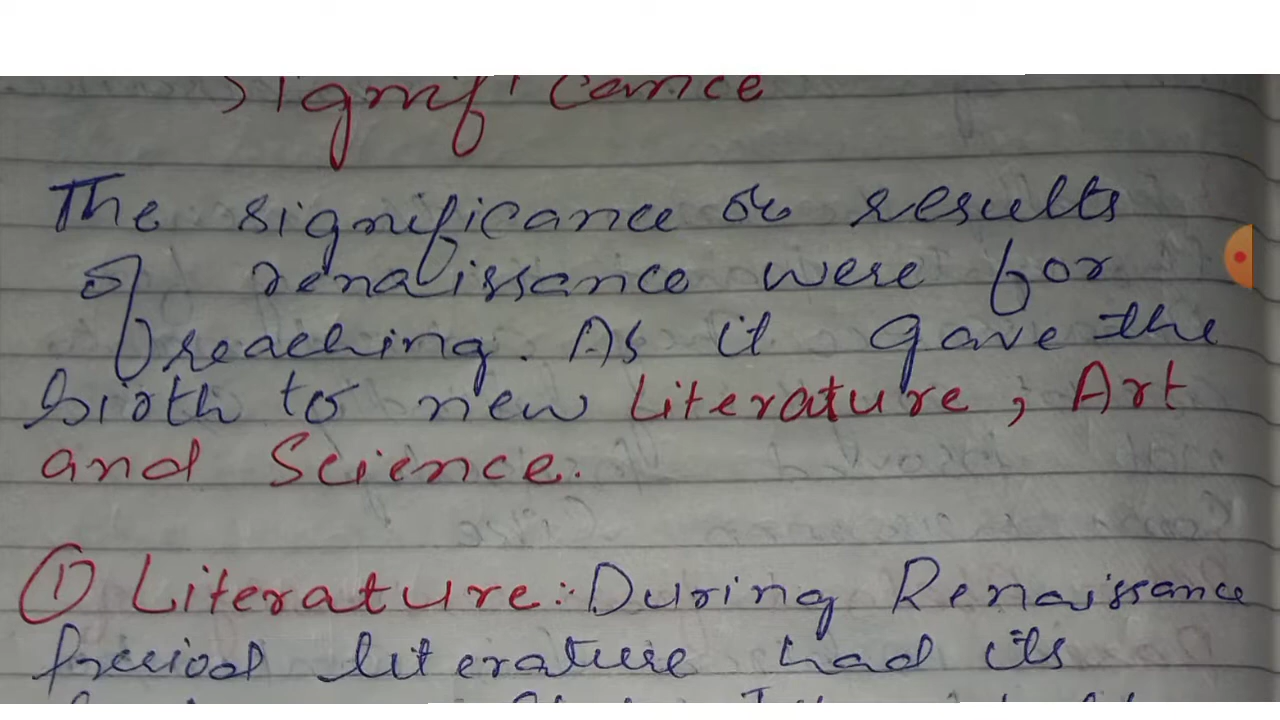 Significance
The significance or results
of renaissance were for
reaching. As it gave the
birth to new Literature, Art
and Science.
① Literature:- During Renaissance
period literature had its